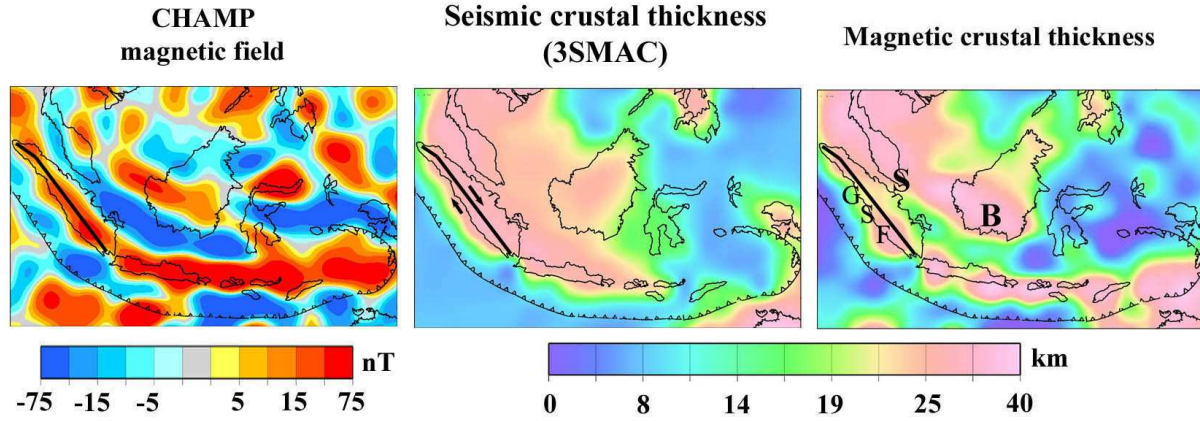 CHAMP
magnetic field
Seismic crustal thickness
(3SMAC)
Magnetic crustal thickness
S
G
S
F
B
nT
-75 -15 -5 5 15 75
km
0 8 14 19 25 40